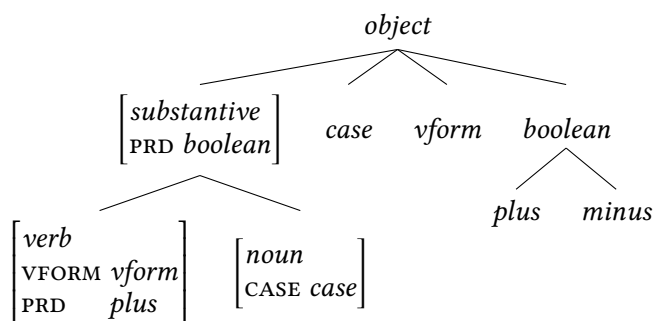 object
substantive
PRD boolean
case
vform
boolean
plus
minus
verb
VFORM vform
PRD plus
noun
CASE case